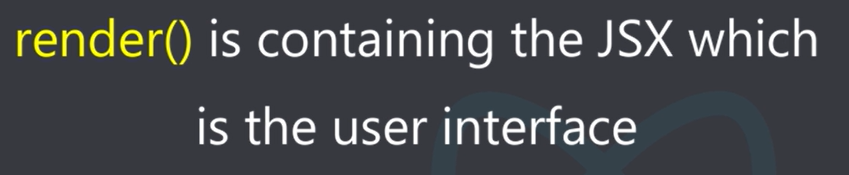 render() is containing the JSX which
is the user interface